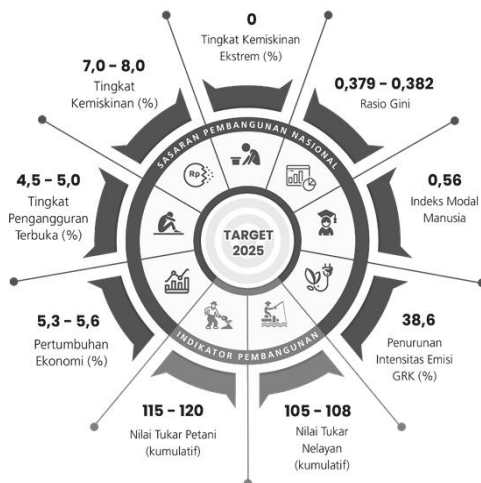 0
Tingkat Kemiskinan
Ekstrem (%)
0,379 – 0,382
Rasio Gini
0,56
Indeks Modal
Manusia
38,6
Penurunan
Intensitas Emisi
GRK (%)
105 – 108
Nilai Tukar
Nelayan
(kumulatif)
115 – 120
Nilai Tukar Petani
(kumulatif)
5,3 – 5,6
Pertumbuhan
Ekonomi (%)
4,5 – 5,0
Tingkat
Pengangguran
Terbuka (%)
7,0 – 8,0
Tingkat
Kemiskinan (%)
SASARAN PEMBANGUNAN NASIONAL
Rp
TARGET
2025
INDIKATOR PEMBANGUNAN